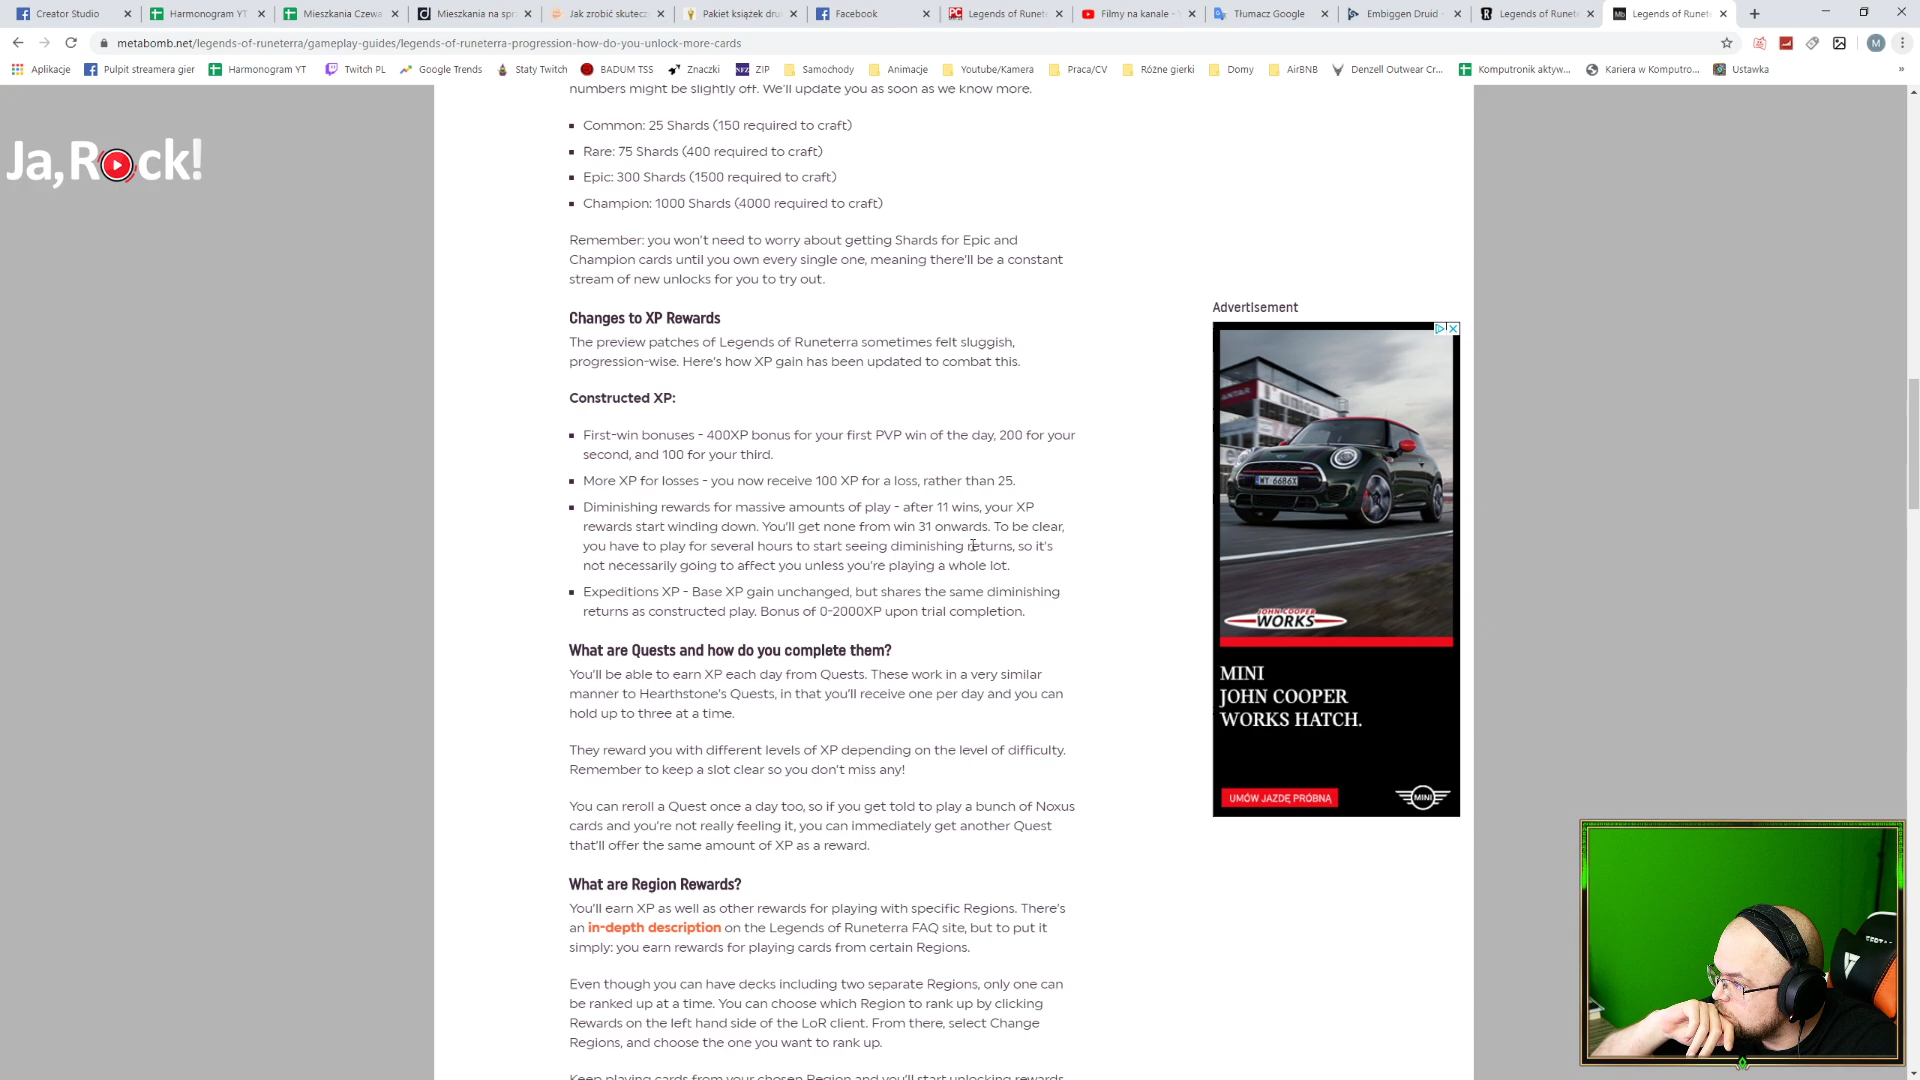 Creator Studio
Harmonogram YT
Mieszkania Czewa
Mieszkania na sprz
Jak zrobić skutecz
Pakiet książek dru
Facebook
Legends of Runete
Filmy na kanale - Y
Tłumacz Google
Embiggen Druid -
Legends of Runete
Legends of Runete
metabomb.net/legends-of-runeterra/gameplay-guides/legends-of-runeterra-progression-how-do-you-unlock-more-cards
M
Aplikacje
Pulpit streamera gier
Harmonogram YT
Twitch PL
Google Trends
Staty Twitch
BADUM TSS
Znaczki
ZIP
Samochody
Animacje
Youtube/Kamera
Praca/CV
Różne gierki
Domy
AirBNB
Denzell Outwear Cr...
Komputronik aktyw...
Kariera w Komputro...
Ustawka
»
Ja,Rock!
numbers might be slightly off. We'll update you as soon as we know more.
Common: 25 Shards (150 required to craft)
Rare: 75 Shards (400 required to craft)
Epic: 300 Shards (1500 required to craft)
Champion: 1000 Shards (4000 required to craft)
Remember: you won't need to worry about getting Shards for Epic and
Champion cards until you own every single one, meaning there'll be a constant
stream of new unlocks for you to try out.
Changes to XP Rewards
The preview patches of Legends of Runeterra sometimes felt sluggish,
progression-wise. Here's how XP gain has been updated to combat this.
Constructed XP:
First-win bonuses - 400XP bonus for your first PVP win of the day, 200 for your
second, and 100 for your third.
More XP for losses - you now receive 100 XP for a loss, rather than 25.
Diminishing rewards for massive amounts of play - after 11 wins, your XP
rewards start winding down. You'll get none from win 31 onwards. To be clear,
you have to play for several hours to start seeing diminishing returns, so it's
not necessarily going to affect you unless you're playing a whole lot.
Expeditions XP - Base XP gain unchanged, but shares the same diminishing
returns as constructed play. Bonus of 0-2000XP upon trial completion.
What are Quests and how do you complete them?
You'll be able to earn XP each day from Quests. These work in a very similar
manner to Hearthstone's Quests, in that you'll receive one per day and you can
hold up to three at a time.
They reward you with different levels of XP depending on the level of difficulty.
Remember to keep a slot clear so you don't miss any!
You can reroll a Quest once a day too, so if you get told to play a bunch of Noxus
cards and you're not really feeling it, you can immediately get another Quest
that'll offer the same amount of XP as a reward.
What are Region Rewards?
You'll earn XP as well as other rewards for playing with specific Regions. There's
an in-depth description on the Legends of Runeterra FAQ site, but to put it
simply: you earn rewards for playing cards from certain Regions.
Even though you can have decks including two separate Regions, only one can
be ranked up at a time. You can choose which Region to rank up by clicking
Rewards on the left hand side of the LoR client. From there, select Change
Regions, and choose the one you want to rank up.
Keep playing cards from your chosen Region and you'll start unlocking rewards
Advertisement
WY 6686X
JOHN COOPER
WORKS
MINI
JOHN COOPER
WORKS HATCH.
UMÓW JAZDĘ PRÓBNĄ
MINI